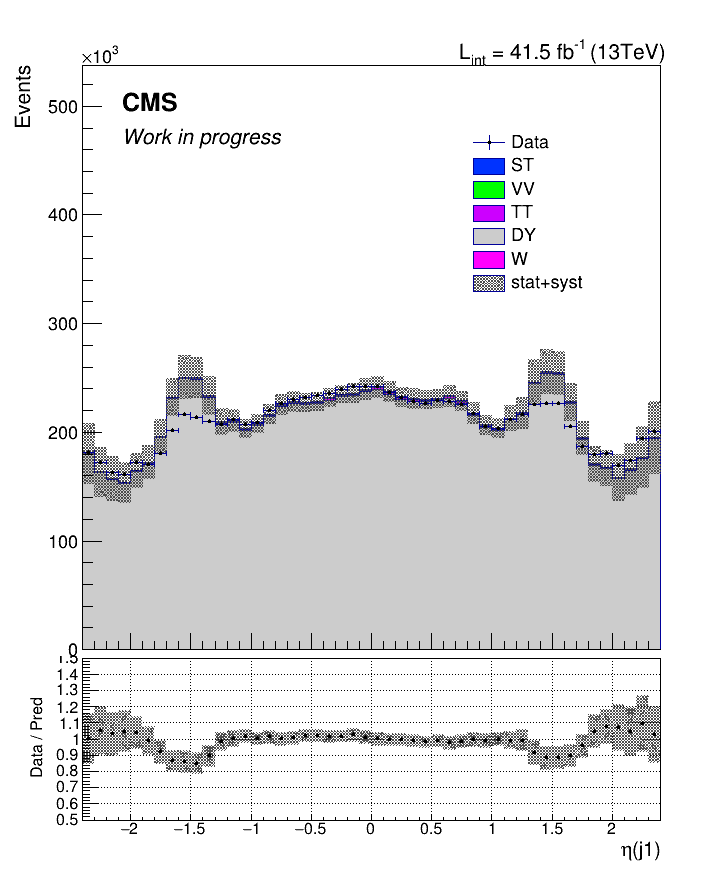 ×10³
L_int = 41.5 fb⁻¹ (13TeV)
Events
CMS
Work in progress
500
400
300
200
100
0
Data
ST
VV
TT
DY
W
stat+syst
Data / Pred
1.5
1.4
1.3
1.2
1.1
1
0.9
0.8
0.7
0.6
0.5
−2 −1.5 −1 −0.5 0 0.5 1 1.5 2
η(j1)